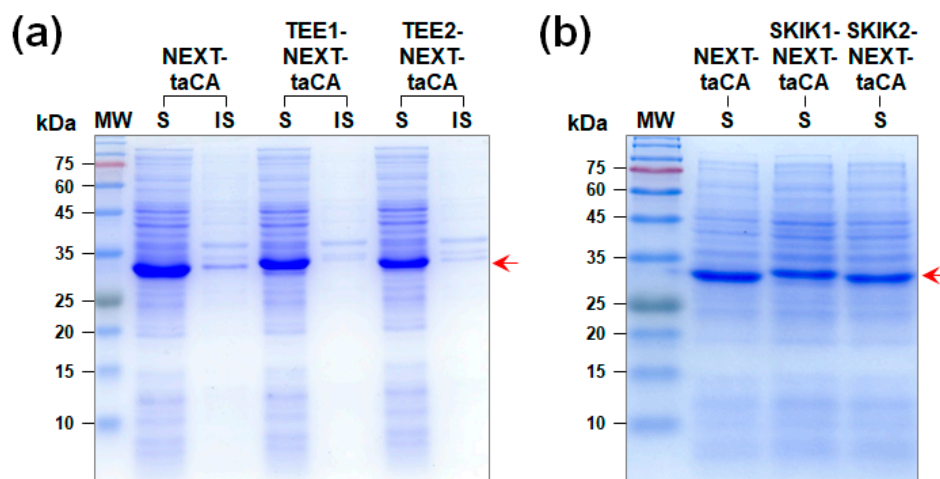 (a)
NEXT-
taCA
TEE1-
NEXT-
taCA
TEE2-
NEXT-
taCA
kDa MW S IS S IS S IS
75
60
45
35
25
20
15
10
(b)
NEXT-
taCA
SKIK1-
NEXT-
taCA
SKIK2-
NEXT-
taCA
kDa MW S S S
75
60
45
35
25
20
15
10